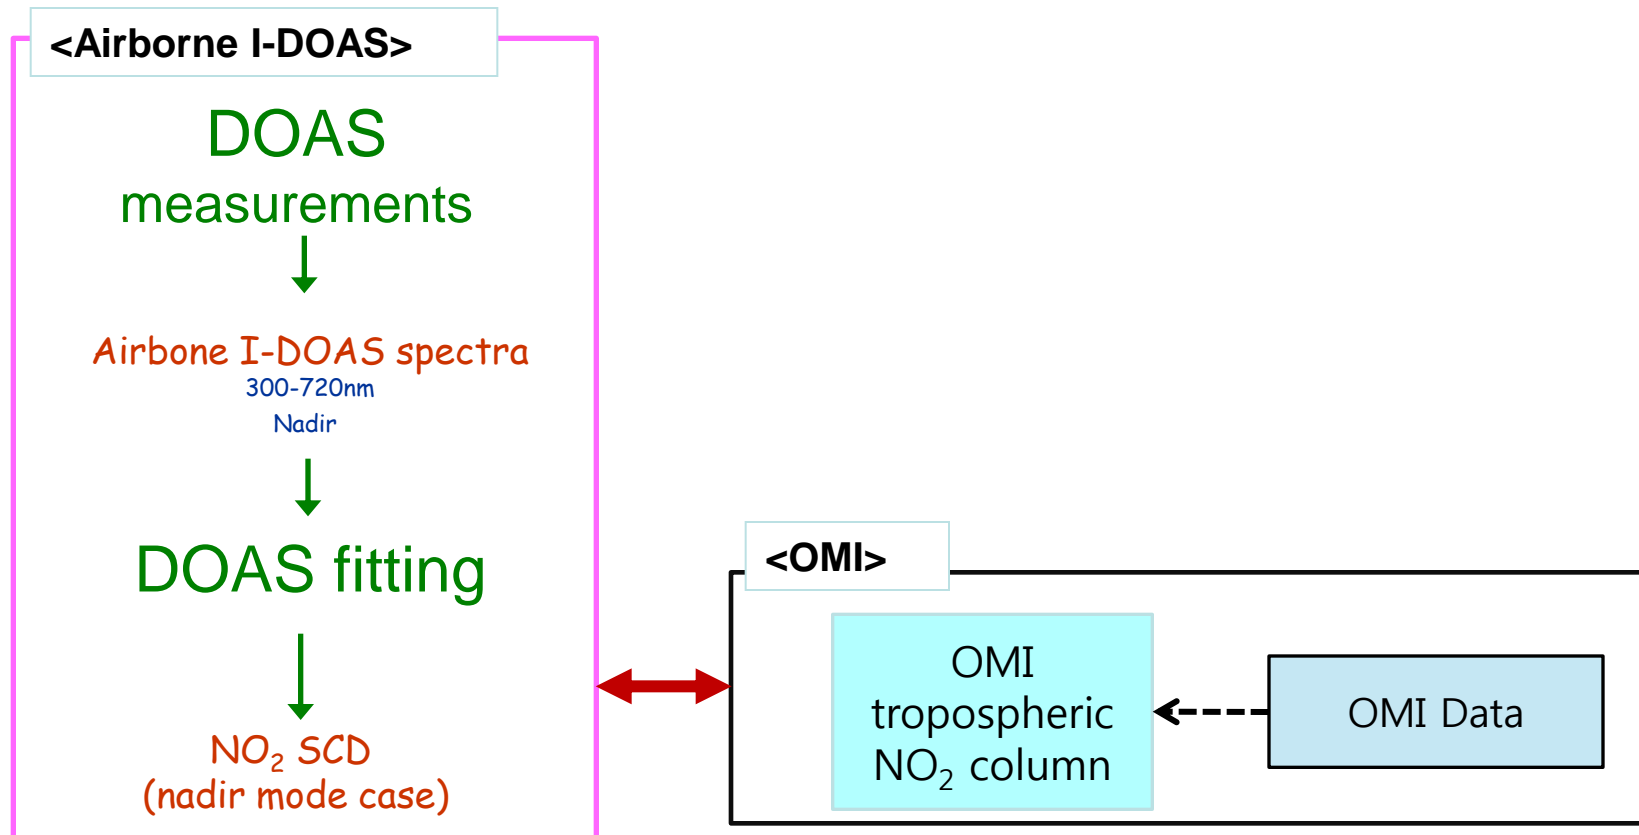 <Airborne I-DOAS>
DOAS
measurements
Airbone I-DOAS spectra
300-720nm
Nadir
DOAS fitting
NO₂ SCD
(nadir mode case)
<OMI>
OMI
tropospheric
NO₂ column
OMI Data